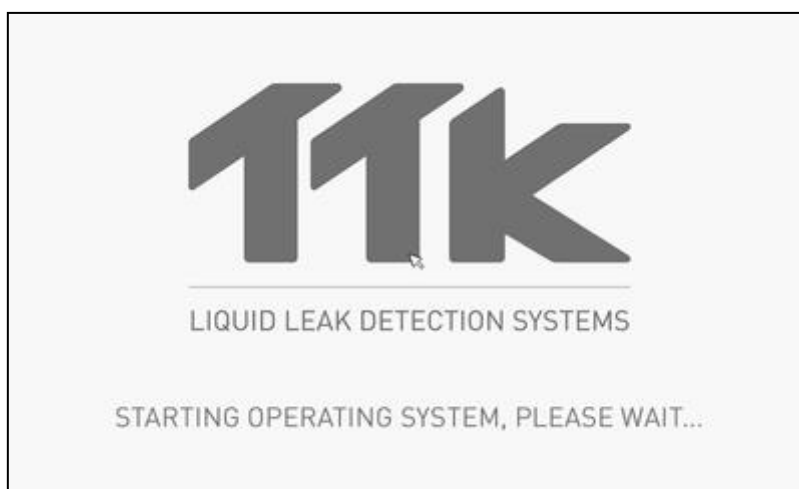 TTK
LIQUID LEAK DETECTION SYSTEMS
STARTING OPERATING SYSTEM, PLEASE WAIT...